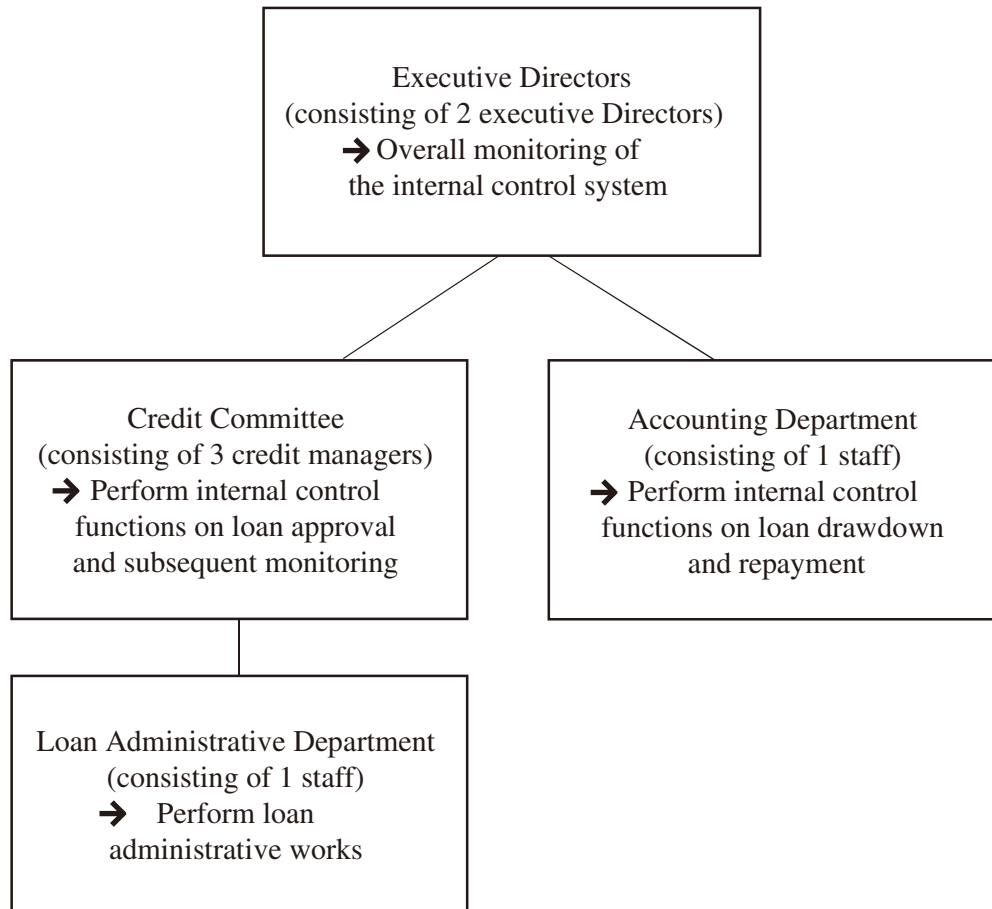 Executive Directors
(consisting of 2 executive Directors)
➔ Overall monitoring of
the internal control system
Credit Committee
(consisting of 3 credit managers)
➔ Perform internal control
functions on loan approval
and subsequent monitoring
Accounting Department
(consisting of 1 staff)
➔ Perform internal control
functions on loan drawdown
and repayment
Loan Administrative Department
(consisting of 1 staff)
➔ Perform loan
administrative works